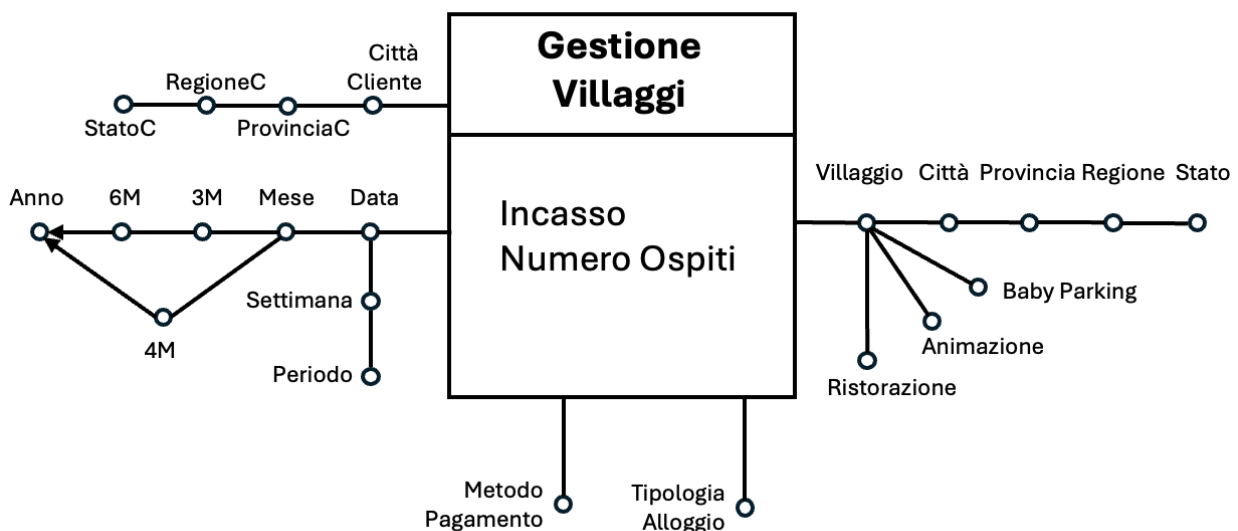 Gestione
Villaggi
Incasso
Numero Ospiti
Città
Cliente
RegioneC
ProvinciaC
StatoC
Anno
6M
3M
Mese
Data
4M
Settimana
Periodo
Villaggio
Città
Provincia
Regione
Stato
Baby Parking
Animazione
Ristorazione
Metodo
Pagamento
Tipologia
Alloggio